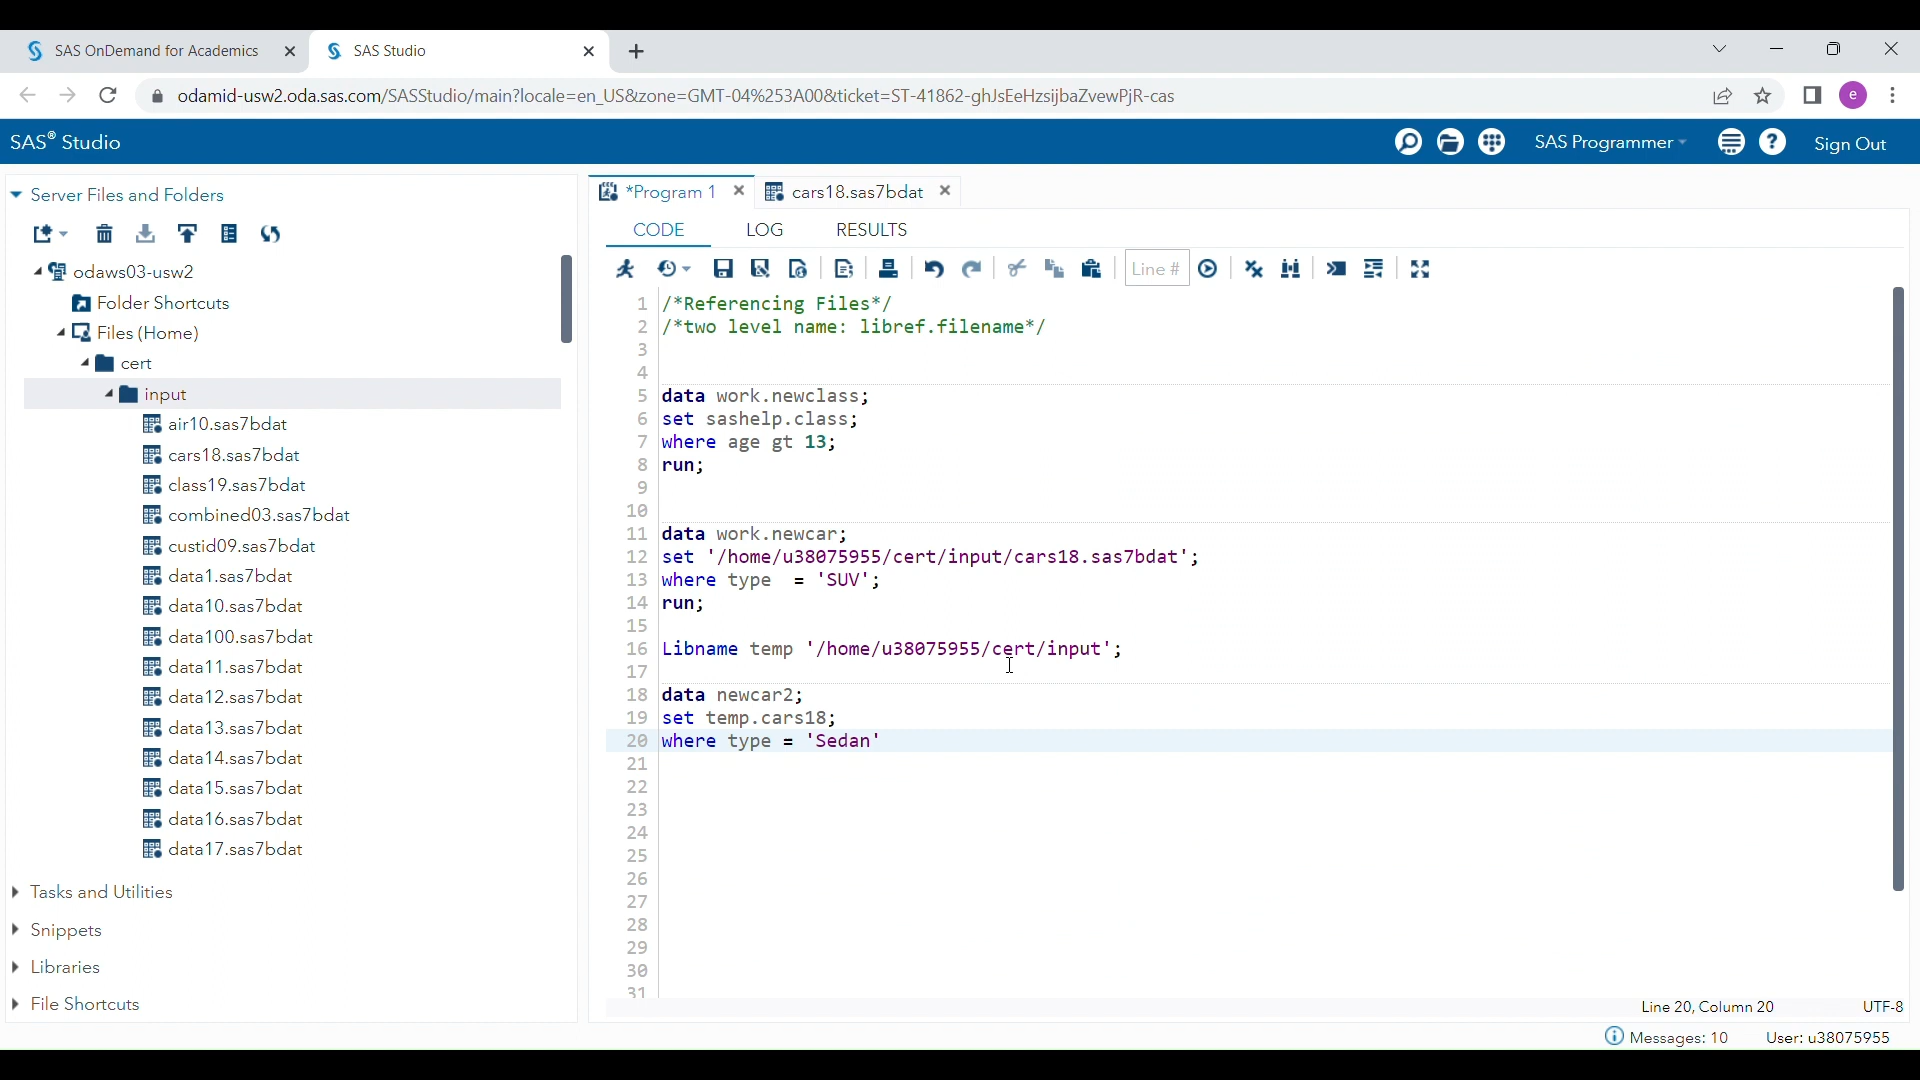 SAS OnDemand for Academics
SAS Studio
odamid-usw2.oda.sas.com/SASStudio/main?locale=en_US&zone=GMT-04%253A00&ticket=ST-41862-ghJsEeHzsijbaZvewPjR-cas
e
SAS® Studio
SAS Programmer
Sign Out
Server Files and Folders
odaws03-usw2
Folder Shortcuts
Files (Home)
cert
input
air10.sas7bdat
cars18.sas7bdat
class19.sas7bdat
combined03.sas7bdat
custid09.sas7bdat
data1.sas7bdat
data10.sas7bdat
data100.sas7bdat
data11.sas7bdat
data12.sas7bdat
data13.sas7bdat
data14.sas7bdat
data15.sas7bdat
data16.sas7bdat
data17.sas7bdat
Tasks and Utilities
Snippets
Libraries
File Shortcuts
*Program 1
cars18.sas7bdat
CODE LOG RESULTS
Line #
1 /*Referencing Files*/
2 /*two level name: libref.filename*/
3
4
5 data work.newclass;
6 set sashelp.class;
7 where age gt 13;
8 run;
9
10
11 data work.newcar;
12 set '/home/u38075955/cert/input/cars18.sas7bdat';
13 where type  = 'SUV';
14 run;
15
16 Libname temp '/home/u38075955/cert/input';
17
18 data newcar2;
19 set temp.cars18;
20 where type = 'Sedan'
21
22
23
24
25
26
27
28
29
30
31
Line 20, Column 20
UTF-8
Messages: 10
User: u38075955